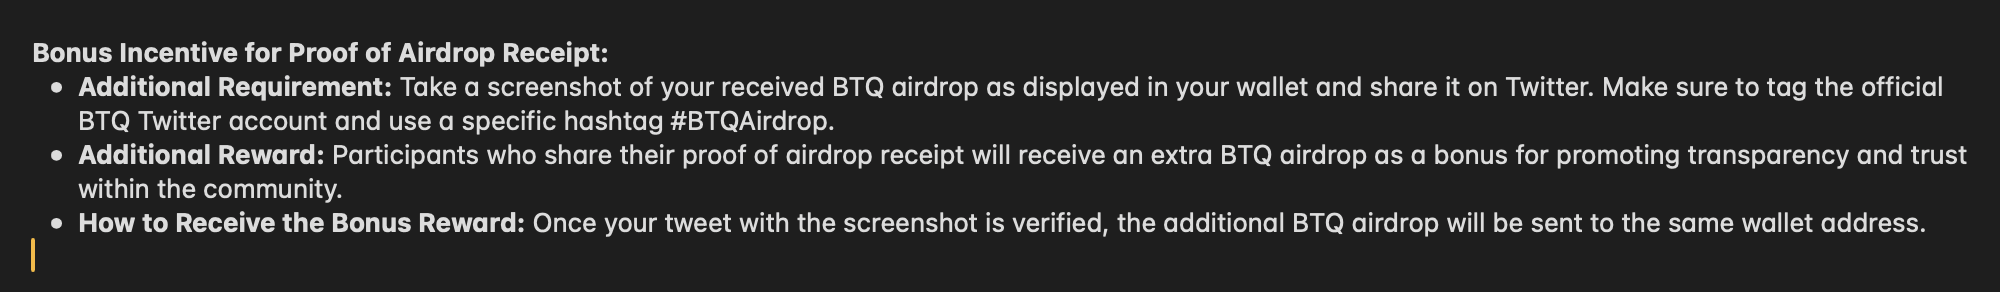 Bonus Incentive for Proof of Airdrop Receipt:
• Additional Requirement: Take a screenshot of your received BTQ airdrop as displayed in your wallet and share it on Twitter. Make sure to tag the official
BTQ Twitter account and use a specific hashtag #BTQAirdrop.
• Additional Reward: Participants who share their proof of airdrop receipt will receive an extra BTQ airdrop as a bonus for promoting transparency and trust
within the community.
• How to Receive the Bonus Reward: Once your tweet with the screenshot is verified, the additional BTQ airdrop will be sent to the same wallet address.